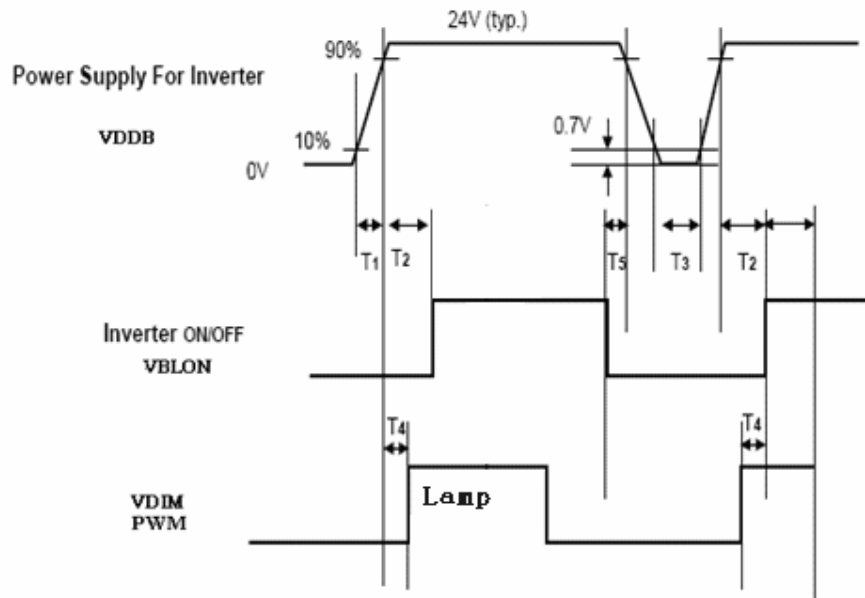 24V (typ.)
90%
Power Supply For Inverter
VDDB
10%
0.7V
0V
T1 T2 T5 T3 T2
Inverter ON/OFF
VBLON
T4 T4
Lamp
VDIM
PWM